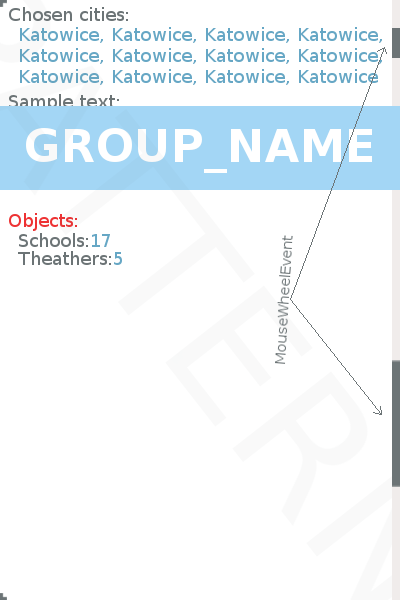 Chosen cities:
Katowice, Katowice, Katowice, Katowice,
Katowice, Katowice, Katowice, Katowice,
Katowice, Katowice, Katowice, Katowice
Sample text:
GROUP_NAME
Objects:
Schools:17
Theathers:5
MouseWheelEvent